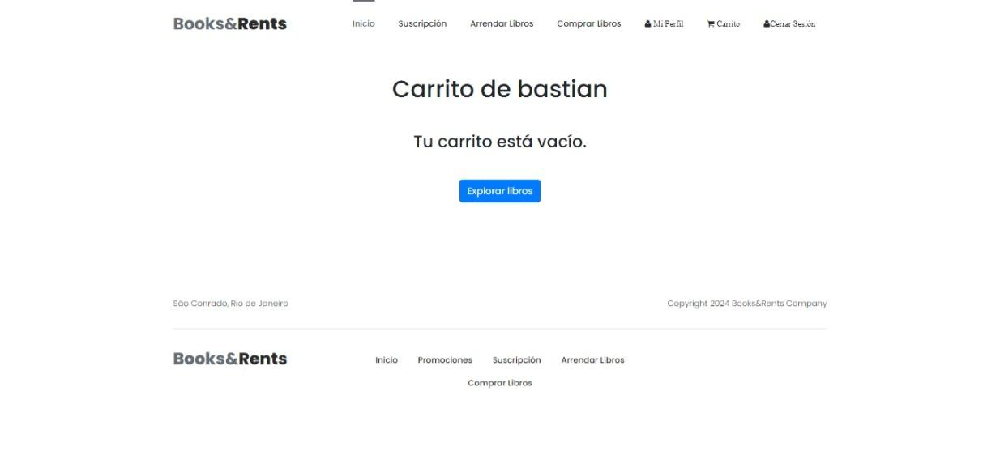 Books&Rents Inicio Suscripción Arrendar Libros Comprar Libros Mi Perfil Carrito Cerrar Sesión
Carrito de bastian
Tu carrito está vacío.
Explorar libros
São Conrado, Rio de Janeiro Copyright 2024 Books&Rents Company
Books&Rents Inicio Promociones Suscripción Arrendar Libros
Comprar Libros